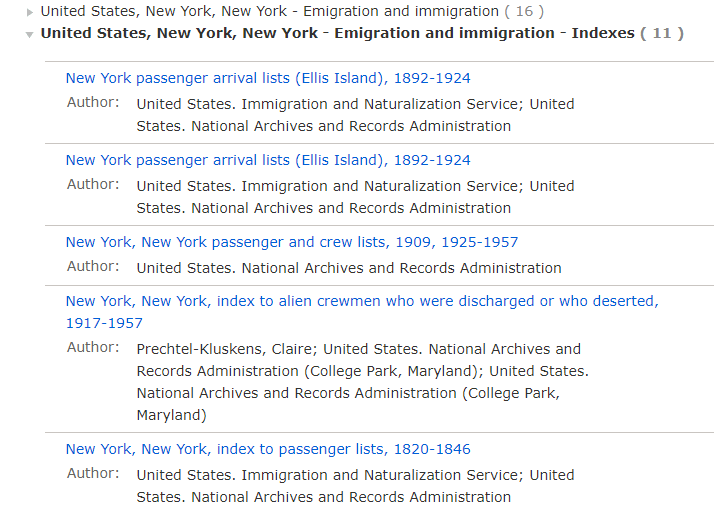 United States, New York, New York - Emigration and immigration ( 16 )
United States, New York, New York - Emigration and immigration - Indexes ( 11 )
New York passenger arrival lists (Ellis Island), 1892-1924
Author: United States. Immigration and Naturalization Service; United
States. National Archives and Records Administration
New York passenger arrival lists (Ellis Island), 1892-1924
Author: United States. Immigration and Naturalization Service; United
States. National Archives and Records Administration
New York, New York passenger and crew lists, 1909, 1925-1957
Author: United States. National Archives and Records Administration
New York, New York, index to alien crewmen who were discharged or who deserted,
1917-1957
Author: Prechtel-Kluskens, Claire; United States. National Archives and
Records Administration (College Park, Maryland); United States.
National Archives and Records Administration (College Park,
Maryland)
New York, New York, index to passenger lists, 1820-1846
Author: United States. Immigration and Naturalization Service; United
States. National Archives and Records Administration